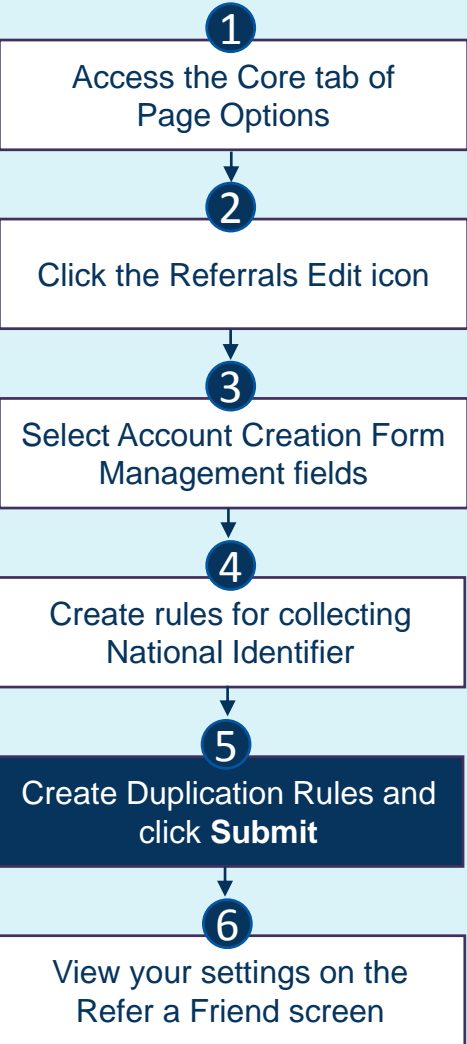 1
Access the Core tab of
Page Options
2
Click the Referrals Edit icon
3
Select Account Creation Form
Management fields
4
Create rules for collecting
National Identifier
5
Create Duplication Rules and
click Submit
6
View your settings on the
Refer a Friend screen